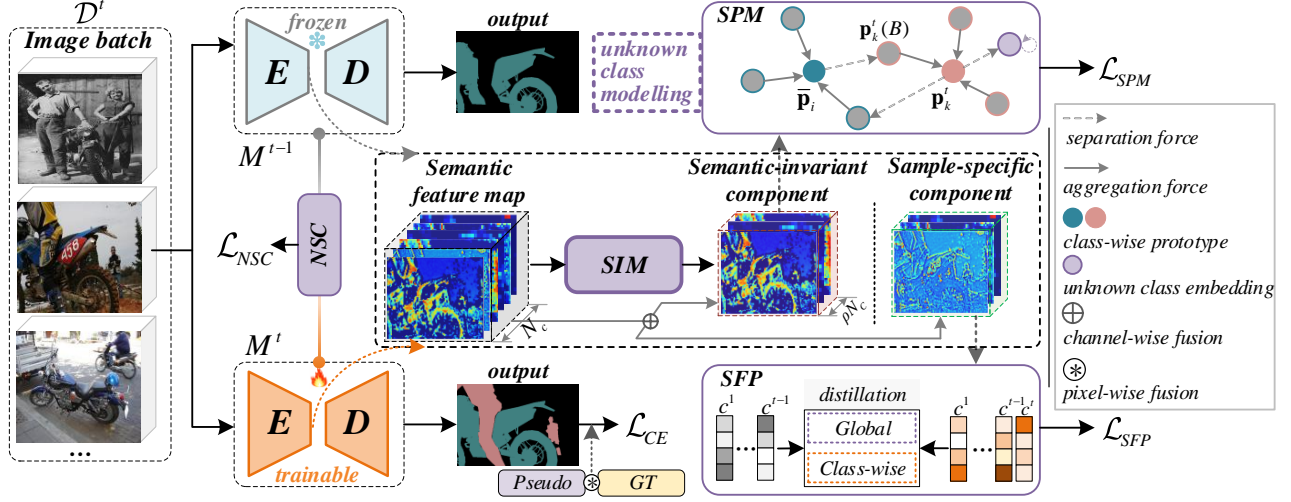 𝒟^t
Image batch
458
...
frozen
E
D
M^{t-1}
output
unknown
class
modelling
SPM
p_k^t(B)
p̄_i
p_k^t
ℒ_SPM
separation force
aggregation force
class-wise prototype
unknown class embedding
channel-wise fusion
pixel-wise fusion
NSC
ℒ_NSC
Semantic
feature map
N_c
SIM
Semantic-invariant
component
ρN_c
Sample-specific
component
M^t
E
D
trainable
output
ℒ_CE
Pseudo
GT
SFP
distillation
Global
Class-wise
c^1
c^{t-1}
...
c^1
c^{t-1}
c^t
...
ℒ_SFP